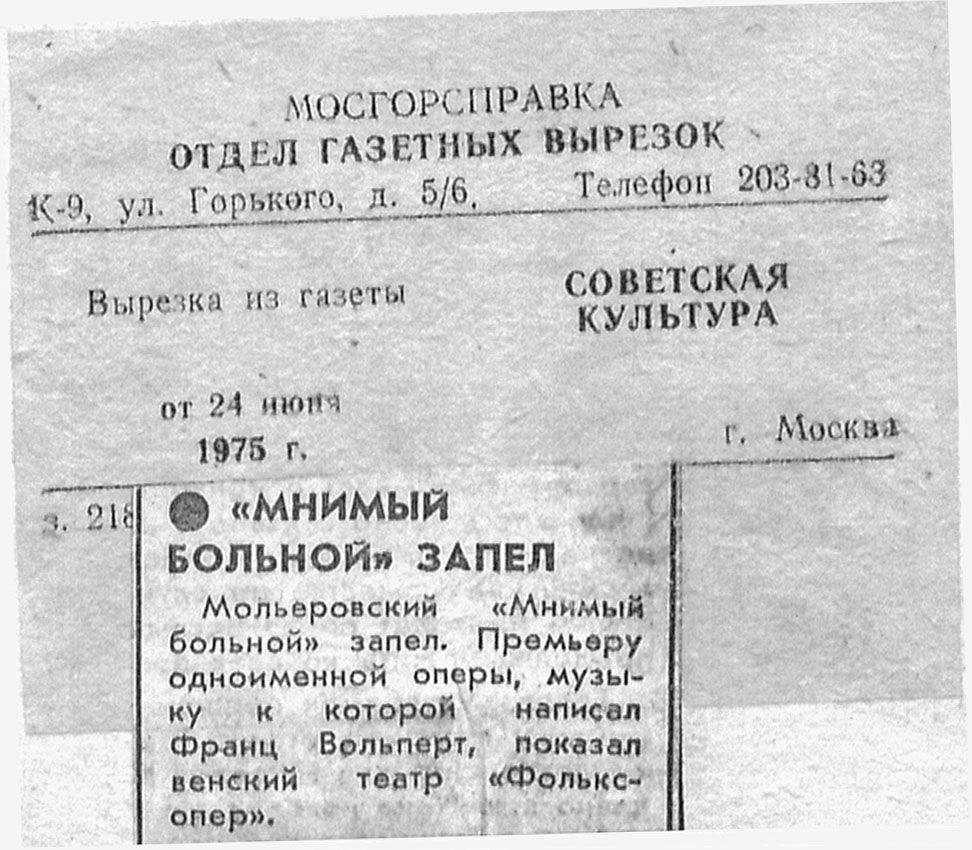 МОСГОРСПРАВКА
ОТДЕЛ ГАЗЕТНЫХ ВЫРЕЗОК
К-9, ул. Горького, д. 5/6. Телефон 203-81-63
Вырезка из газеты
СОВЕТСКАЯ
КУЛЬТУРА
от 24 июня
1975 г.
г. Москва
з. 218
«МНИМЫЙ
БОЛЬНОЙ» ЗАПЕЛ
Мольеровский «Мнимый
больной» запел. Премьеру
одноименной оперы, музы-
ку к которой написал
Франц Вольперт, показал
венский театр «Фолькс-
опер».